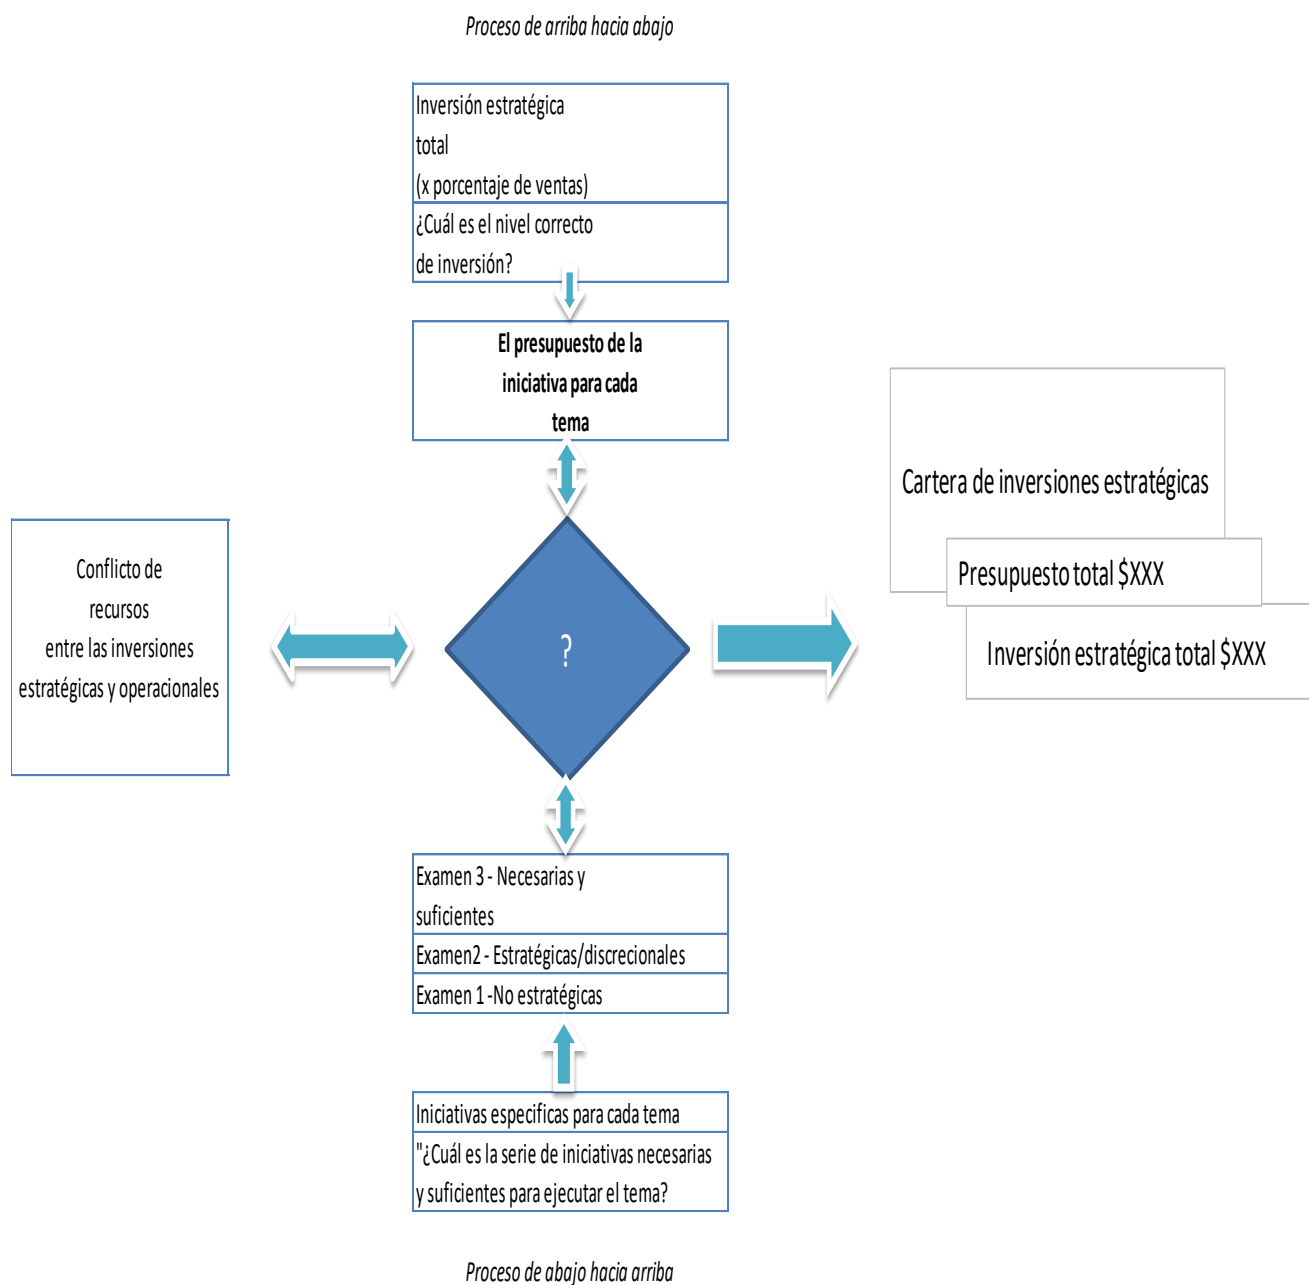 Proceso de arriba hacia abajo
Inversión estratégica
total
(x porcentaje de ventas)
¿Cuál es el nivel correcto
de inversión?
El presupuesto de la
iniciativa para cada
tema
Cartera de inversiones estratégicas
Presupuesto total $XXX
Inversión estratégica total $XXX
Conflicto de
recursos
entre las inversiones
estratégicas y operacionales
?
Examen 3 - Necesarias y
suficientes
Examen2 - Estratégicas/discrecionales
Examen 1 -No estratégicas
Iniciativas especificas para cada tema
"¿Cuál es la serie de iniciativas necesarias
y suficientes para ejecutar el tema?
Proceso de abajo hacia arriba